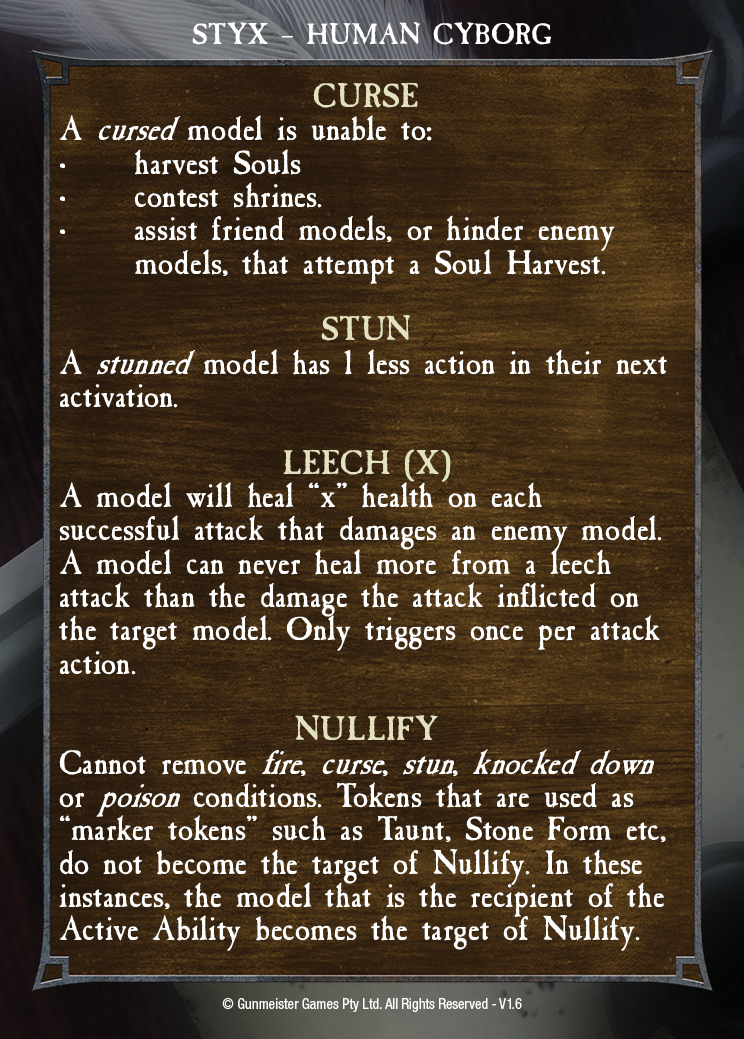 STYX – HUMAN CYBORG
CURSE
A cursed model is unable to:
• harvest Souls
• contest shrines.
• assist friend models, or hinder enemy
models, that attempt a Soul Harvest.
STUN
A stunned model has 1 less action in their next
activation.
LEECH (X)
A model will heal “x” health on each
successful attack that damages an enemy model.
A model can never heal more from a leech
attack than the damage the attack inflicted on
the target model. Only triggers once per attack
action.
NULLIFY
Cannot remove fire, curse, stun, knocked down
or poison conditions. Tokens that are used as
“marker tokens” such as Taunt, Stone Form etc,
do not become the target of Nullify. In these
instances, the model that is the recipient of the
Active Ability becomes the target of Nullify.
© Gunmeister Games Pty Ltd. All Rights Reserved - V1.6